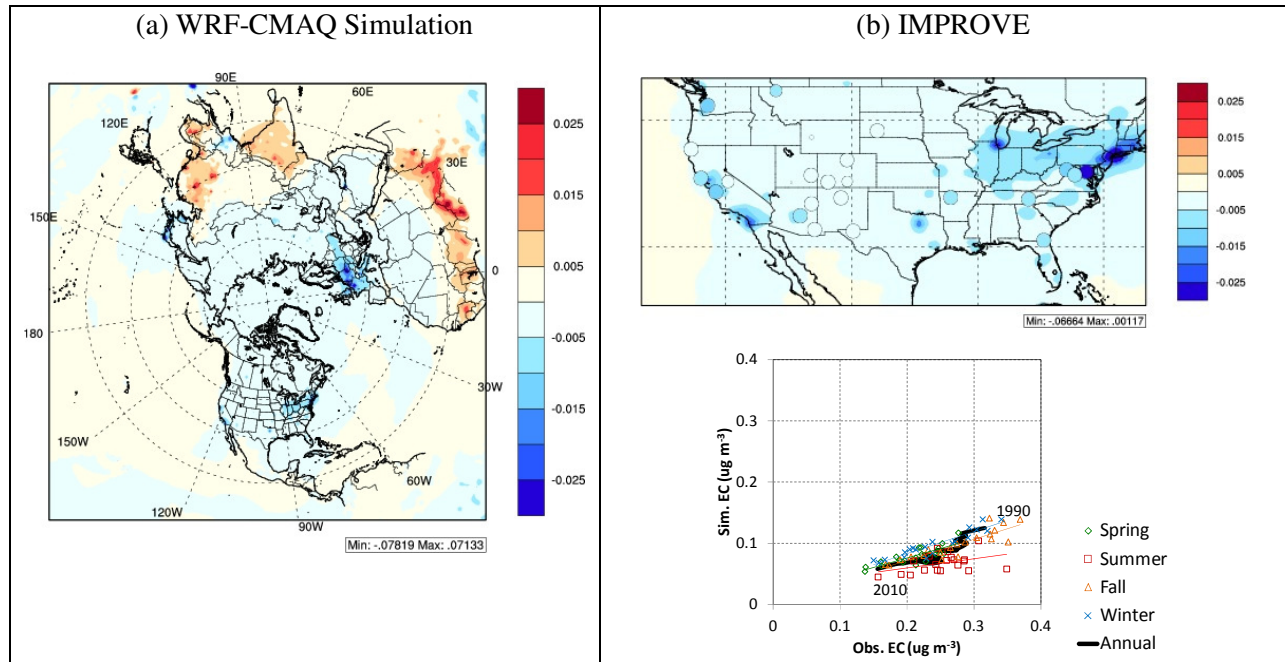 (a) WRF-CMAQ Simulation
90E
60E
120E
30E
150E
0
180
30W
150W
60W
120W
90W
0.025
0.015
0.005
-0.005
-0.015
-0.025
Min: -.07819 Max: .07133
(b) IMPROVE
0.025
0.015
0.005
-0.005
-0.015
-0.025
Min: -.06664 Max: .00117
0.4
0.3
0.2
0.1
0
Sim. EC (ug m⁻³)
1990
2010
0
0.1
0.2
0.3
0.4
Obs. EC (ug m⁻³)
Spring
Summer
Fall
Winter
Annual